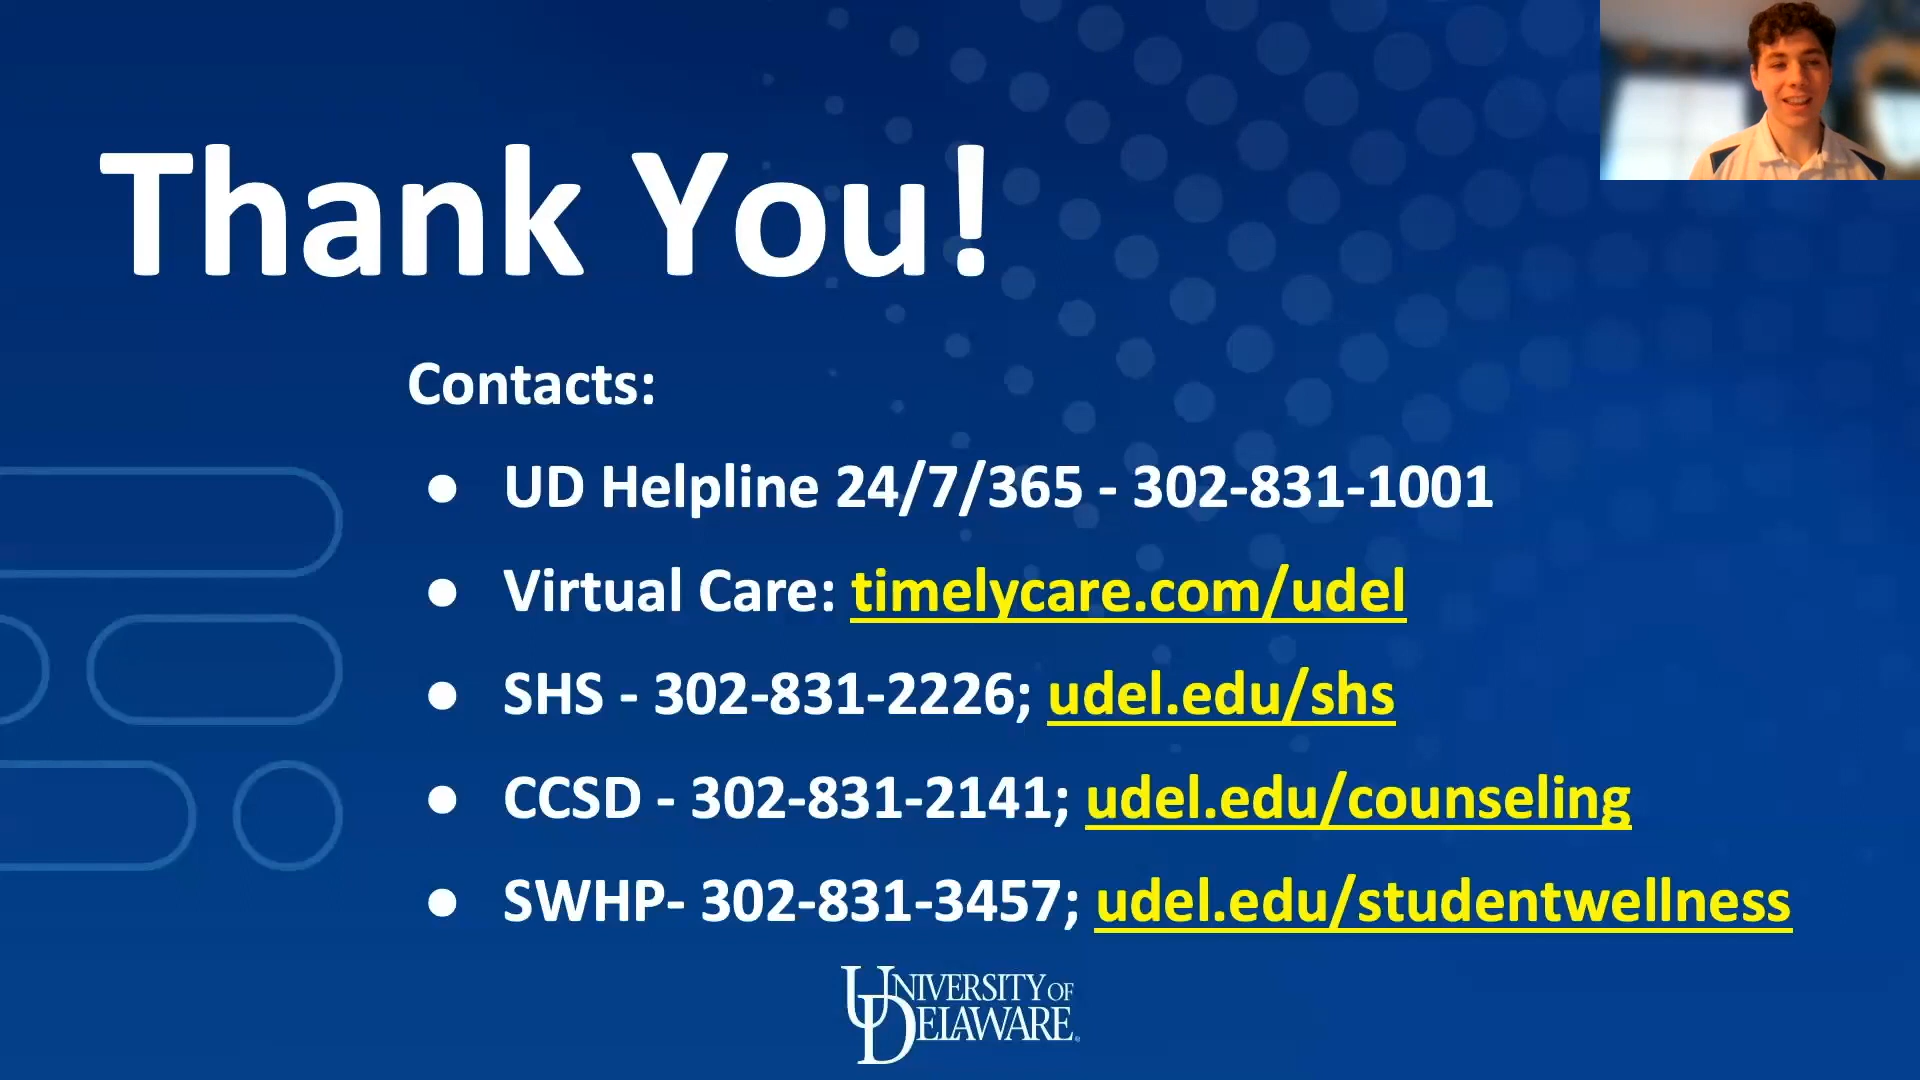 Thank You!
Contacts:
● UD Helpline 24/7/365 - 302-831-1001
● Virtual Care: timelycare.com/udel
● SHS - 302-831-2226; udel.edu/shs
● CCSD - 302-831-2141; udel.edu/counseling
● SWHP- 302-831-3457; udel.edu/studentwellness
UNIVERSITY OF
DELAWARE